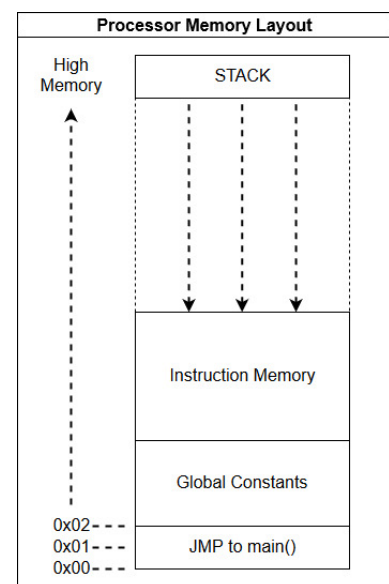 Processor Memory Layout
High
Memory
STACK
Instruction Memory
Global Constants
0x02
0x01
JMP to main()
0x00